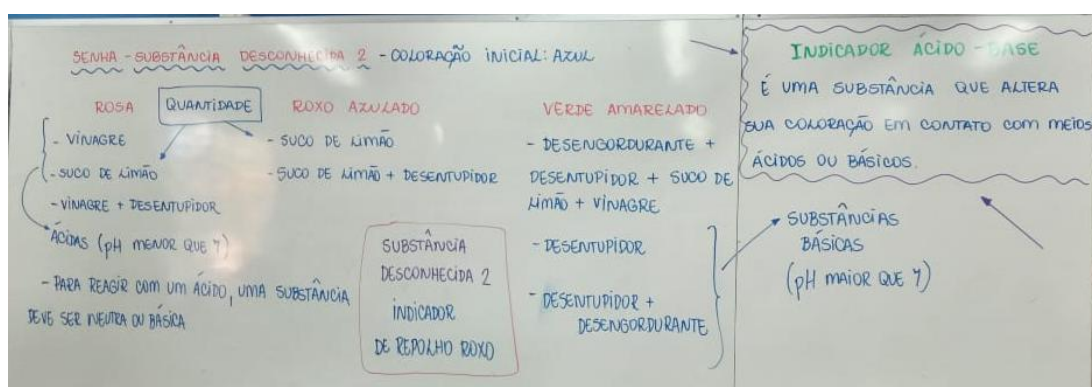 SENHA - SUBSTÂNCIA DESCONHECIDA 2 - COLORAÇÃO INICIAL: AZUL
ROSA
QUANTIDADE
- VINAGRE
- SUCO DE LIMÃO
- VINAGRE + DESENTUPIDOR
ÁCIDAS (pH MENOR QUE 7)
- PARA REAGIR COM UM ÁCIDO, UMA SUBSTÂNCIA
DEVE SER NEUTRA OU BÁSICA
ROXO AZULADO
- SUCO DE LIMÃO
- SUCO DE LIMÃO + DESENTUPIDOR
SUBSTÂNCIA
DESCONHECIDA 2
INDICADOR
DE REPOLHO ROXO
VERDE AMARELADO
- DESENGORDURANTE +
DESENTUPIDOR + SUCO DE
LIMÃO + VINAGRE
- DESENTUPIDOR
- DESENTUPIDOR +
DESENGORDURANTE
INDICADOR ÁCIDO - BASE
É UMA SUBSTÂNCIA QUE ALTERA
SUA COLORAÇÃO EM CONTATO COM MEIOS
ÁCIDOS OU BÁSICOS.
SUBSTÂNCIAS
BÁSICAS
(pH MAIOR QUE 7)